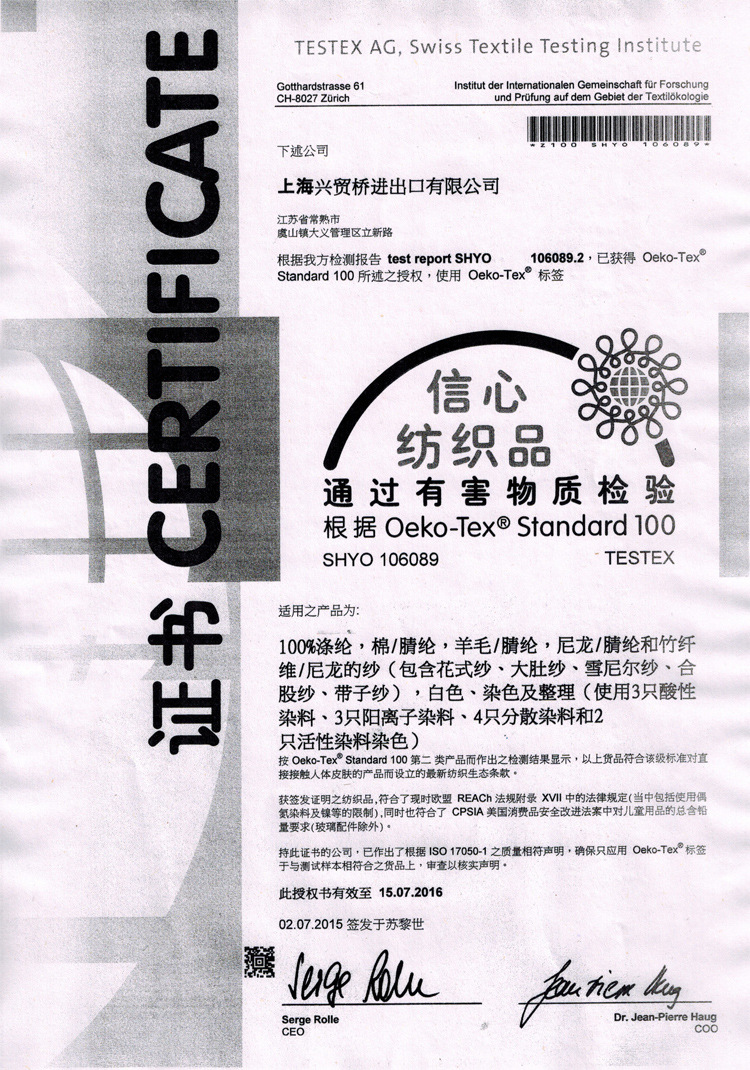 证书 CERTIFICATE
TESTEX AG, Swiss Textile Testing Institute
Gotthardstrasse 61
CH-8027 Zürich
Institut der Internationalen Gemeinschaft für Forschung
und Prüfung auf dem Gebiet der Textilökologie
*Z100 SHYO 106089*
下述公司
上海兴贸桥进出口有限公司
江苏省常熟市
虞山镇大义管理区立新路
根据我方检测报告 test report SHYO 106089.2，已获得 Oeko-Tex®
Standard 100 所述之授权，使用 Oeko-Tex® 标签
信心
纺织品
通过有害物质检验
根据 Oeko-Tex® Standard 100
SHYO 106089 TESTEX
适用之产品为:
100%涤纶，棉/腈纶，羊毛/腈纶，尼龙/腈纶和竹纤
维/尼龙的纱（包含花式纱、大肚纱、雪尼尔纱、合
股纱、带子纱），白色、染色及整理（使用3只酸性
染料、3只阳离子染料、4只分散染料和2
只活性染料染色）
按 Oeko-Tex® Standard 100 第二 类产品而作出之检测结果显示，以上货品符合该级标准对直
接接触人体皮肤的产品而设立的最新纺织生态条款。
获签发证明之纺织品,符合了现时欧盟 REACh 法规附录 XVII 中的法律规定(当中包括使用偶
氮染料及镍等的限制),同时也符合了 CPSIA 美国消费品安全改进法案中对儿童用品的总含铅
量要求(玻璃配件除外)。
持此证书的公司，已作出了根据 ISO 17050-1 之质量相符声明，确保只应用 Oeko-Tex® 标签
于与测试样本相符合之货品上，审查以核实声明。
此授权书有效至 15.07.2016
02.07.2015 签发于苏黎世
Serge Rolle
Serge Rolle
CEO
Dr. Jean-Pierre Haug
COO